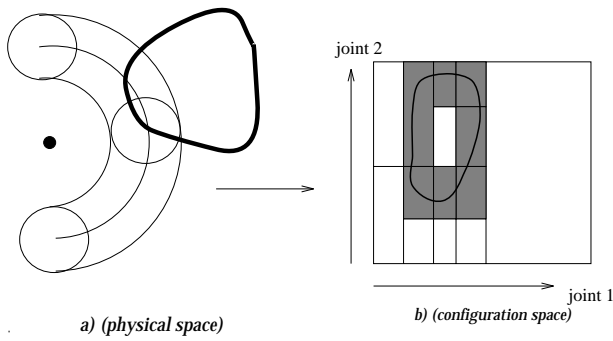 joint 2
joint 1
a) (physical space)
b) (configuration space)